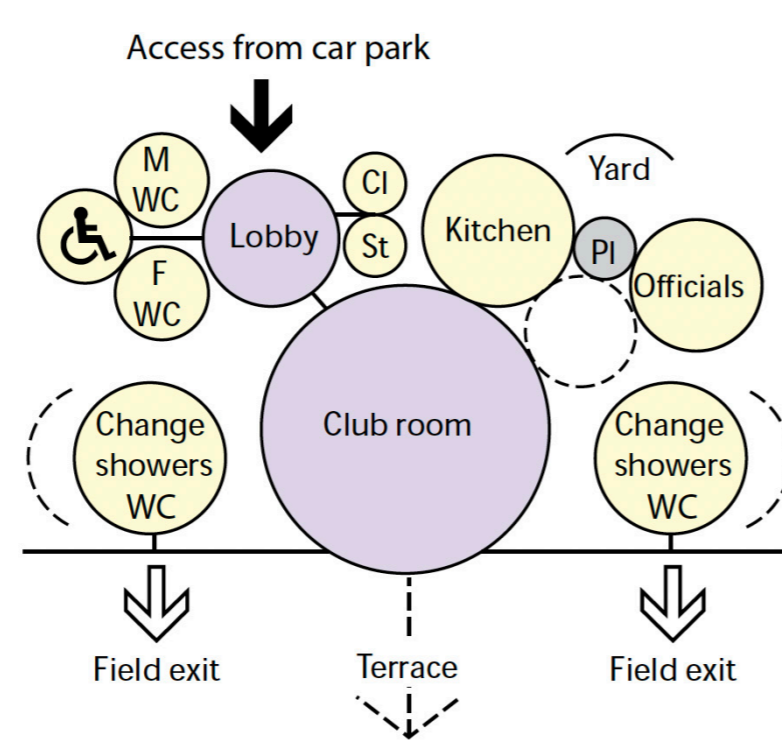 Access from car park
M
WC
F
WC
Lobby
Cl
St
Kitchen
Yard
Pl
Officials
Club room
Change
showers
WC
Change
showers
WC
Field exit
Terrace
Field exit